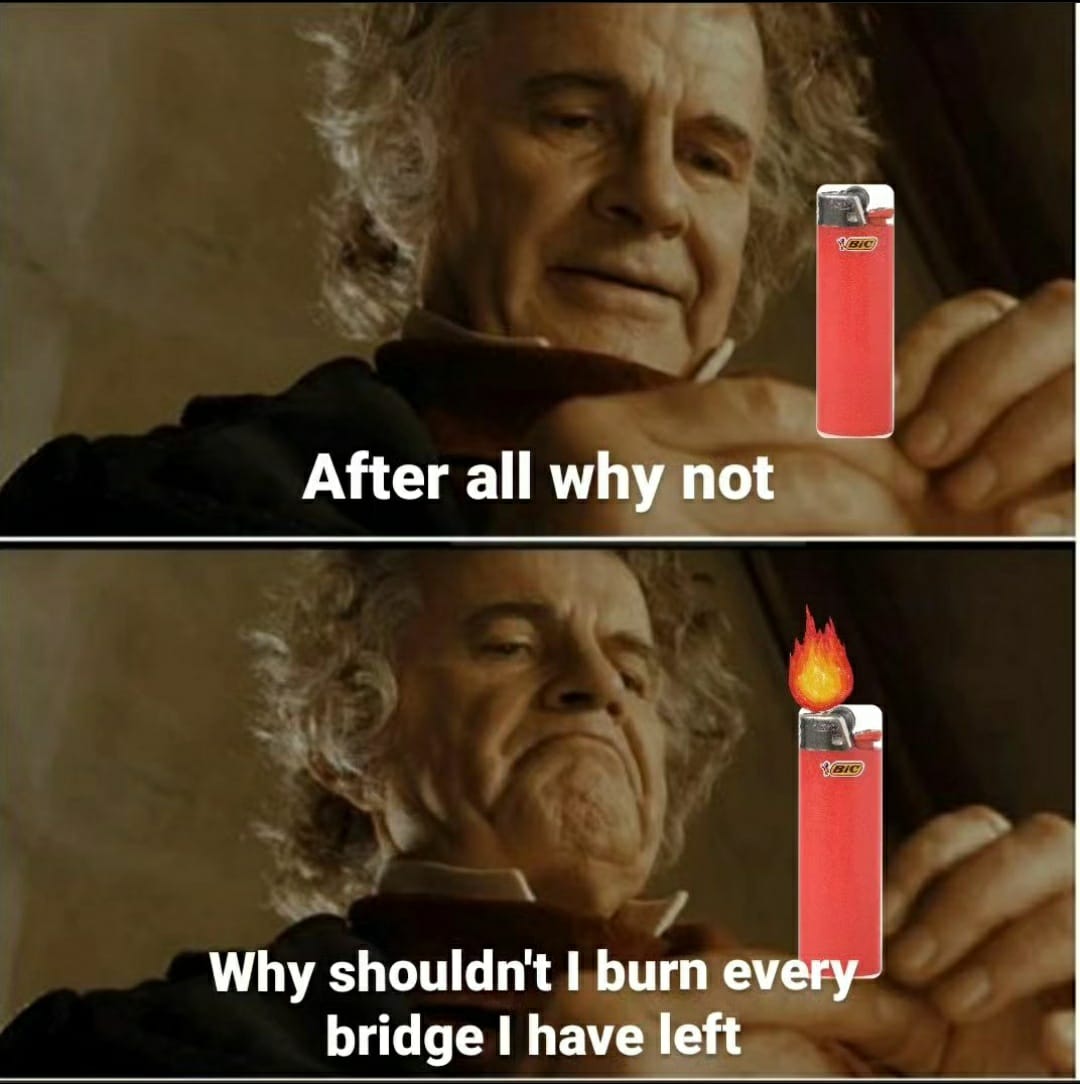 BIC
After all why not
BIC
Why shouldn't I burn every
bridge I have left